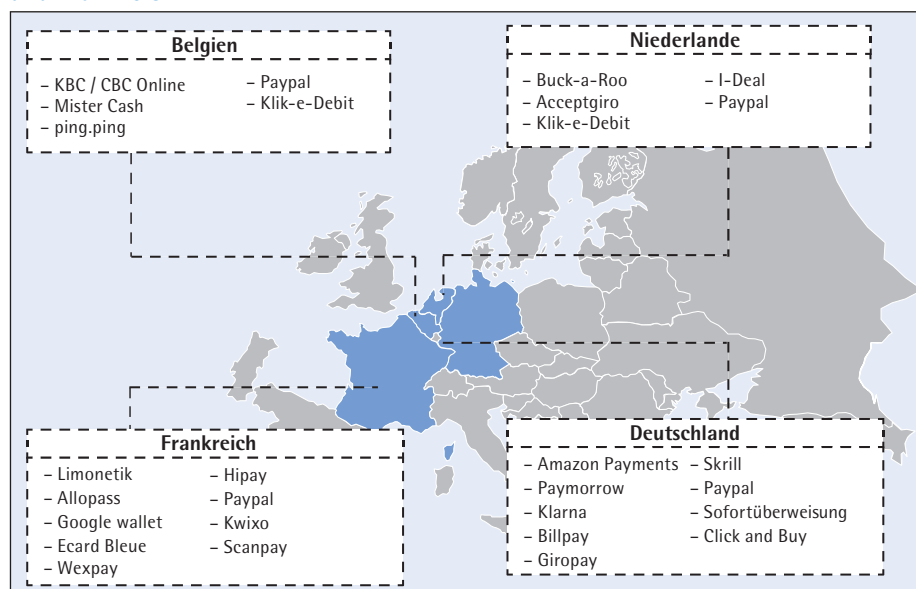 Belgien
– KBC / CBC Online
– Mister Cash
– ping.ping
– Paypal
– Klik-e-Debit
Niederlande
– Buck-a-Roo
– Acceptgiro
– Klik-e-Debit
– I-Deal
– Paypal
Frankreich
– Limonetik
– Allopass
– Google wallet
– Ecard Bleue
– Wexpay
– Hipay
– Paypal
– Kwixo
– Scanpay
Deutschland
– Amazon Payments
– Paymorrow
– Klarna
– Billpay
– Giropay
– Skrill
– Paypal
– Sofortüberweisung
– Click and Buy